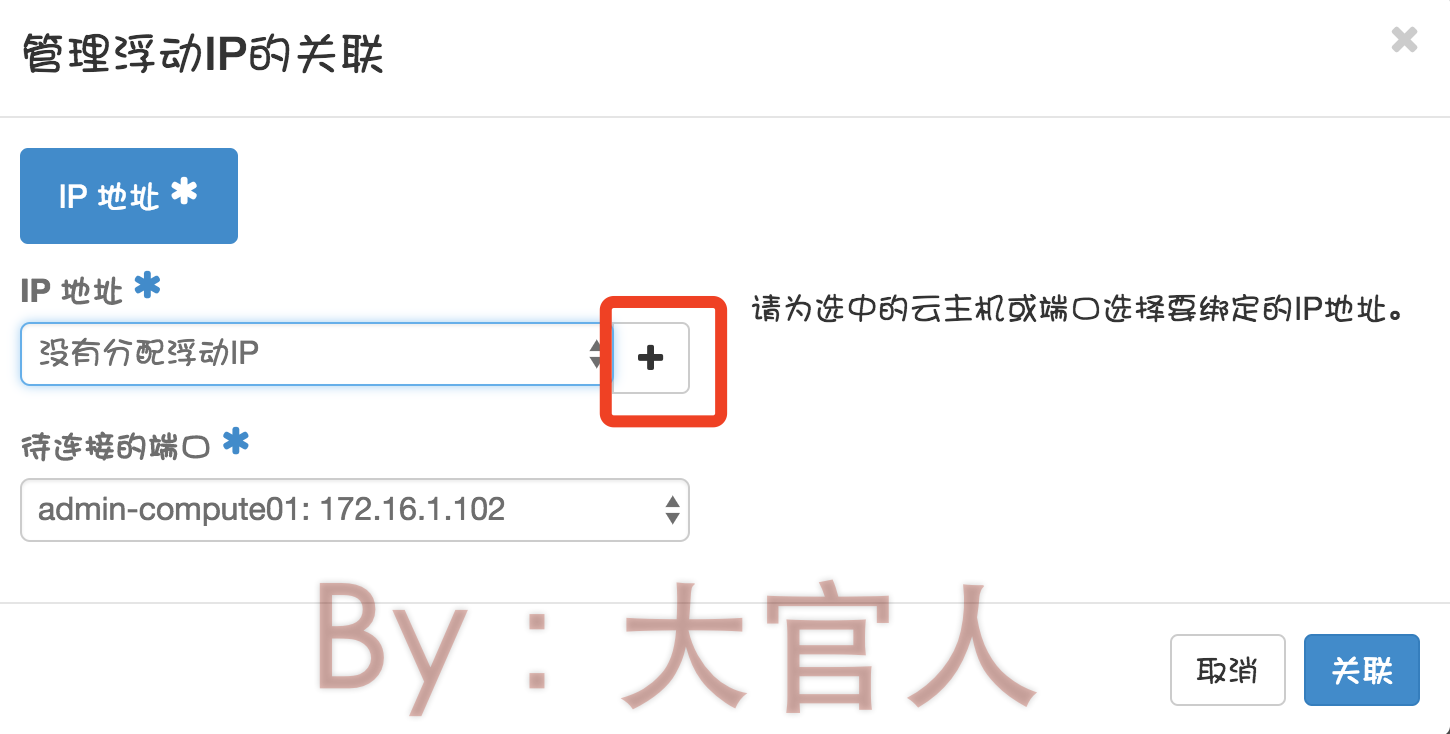 管理浮动IP的关联
IP 地址 *
IP 地址 *
请为选中的云主机或端口选择要绑定的IP地址。
没有分配浮动IP
待连接的端口 *
admin-compute01: 172.16.1.102
By：大官人
取消
关联